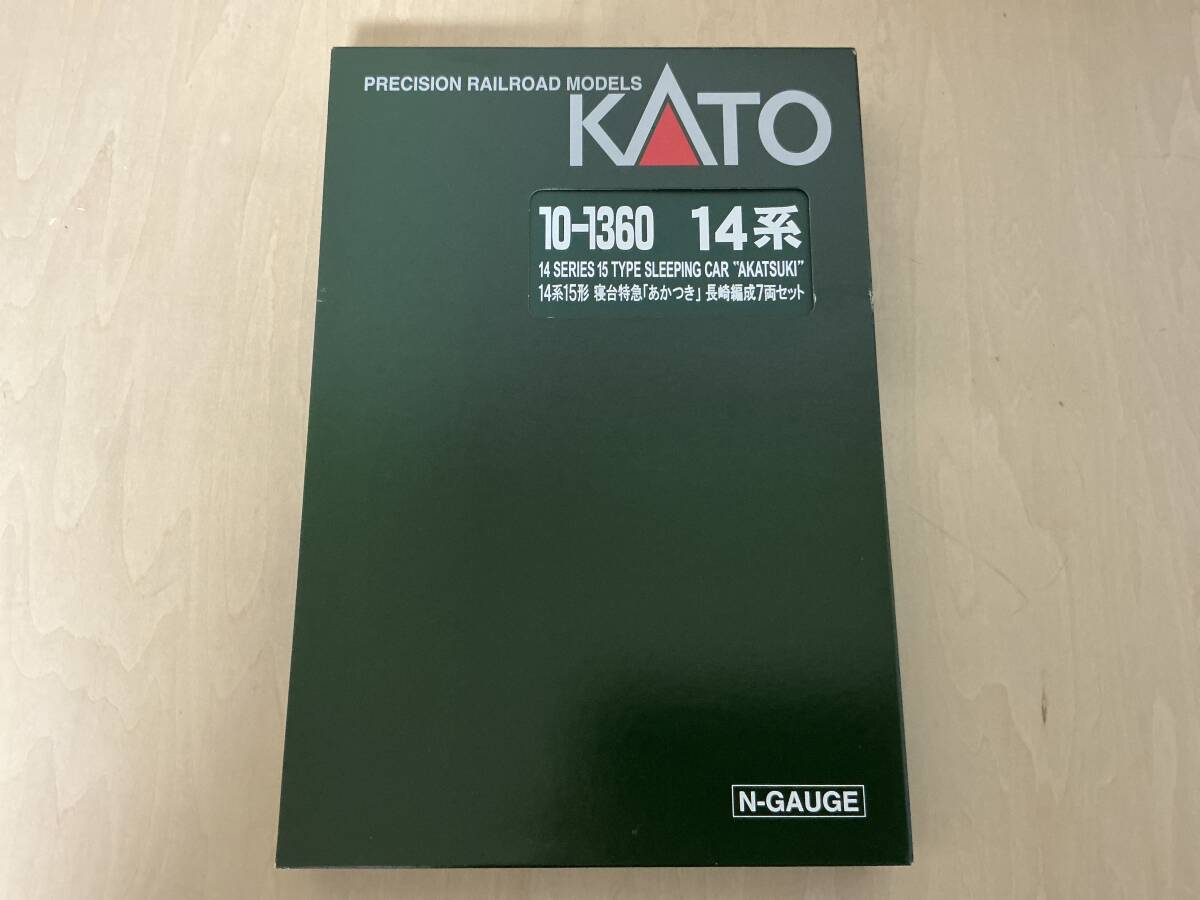 PRECISION RAILROAD MODELS
KATO
10-1360 14系
14 SERIES 15 TYPE SLEEPING CAR "AKATSUKI"
14系15形 寝台特急「あかつき」長崎編成7両セット
N-GAUGE